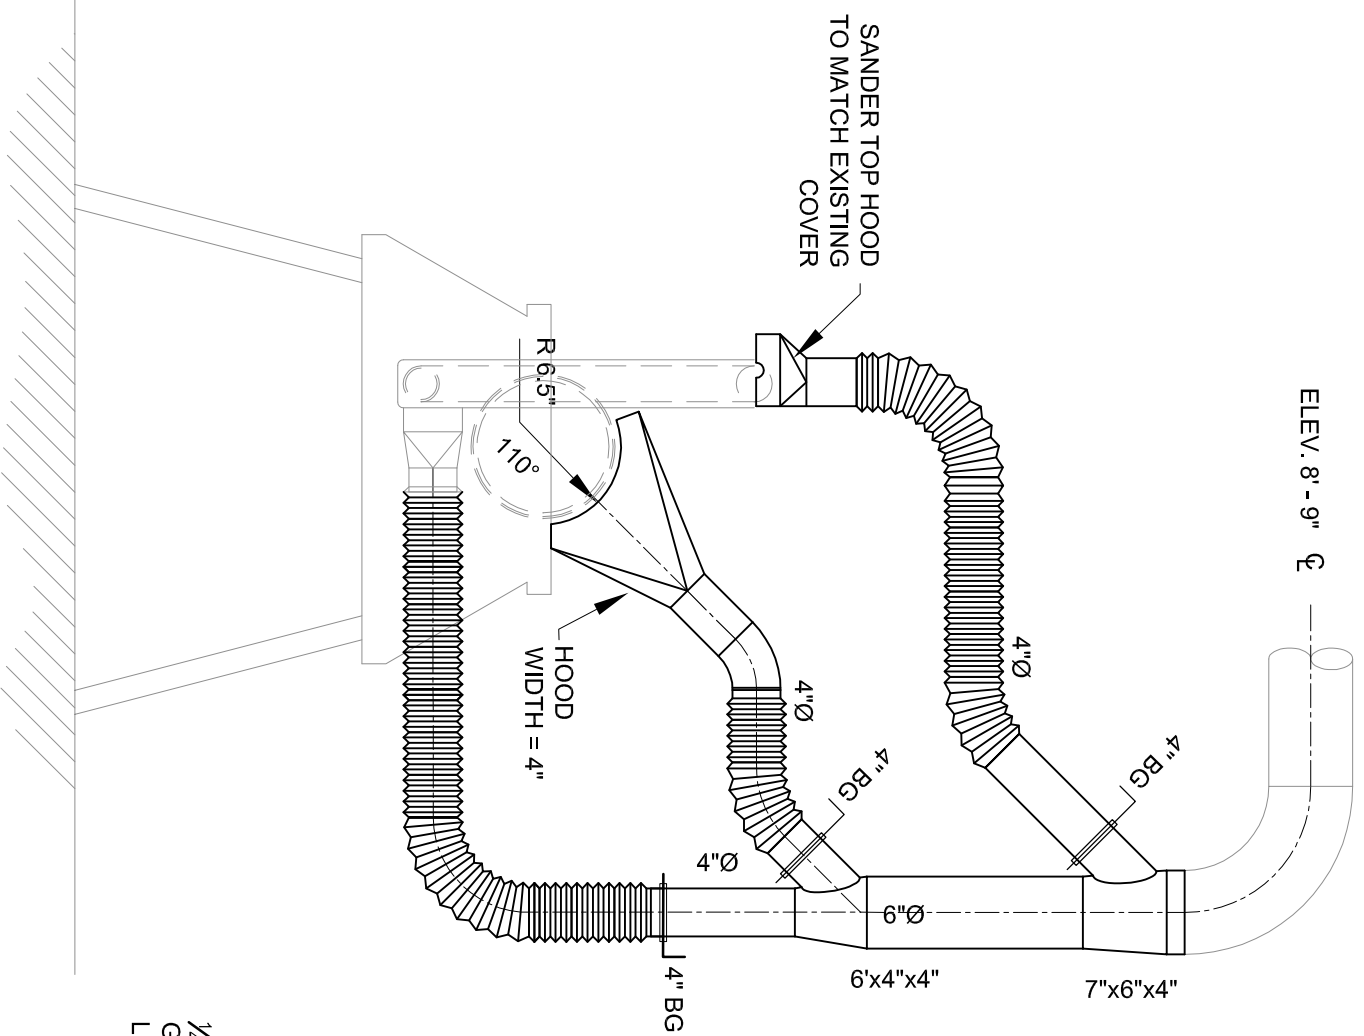 SANDER TOP HOOD
TO MATCH EXISTING
COVER
R 6.5"
110°
ELEV. 8' - 9" ℄
4"Ø
4"Ø
HOOD
WIDTH = 4"
4" BG
4" BG
4"Ø
6"Ø
4" BG
6'x4"x4"
7"x6"x4"
G
L